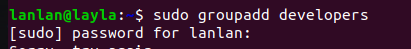 lanlan@layla:~$ sudo groupadd developers
[sudo] password for lanlan: